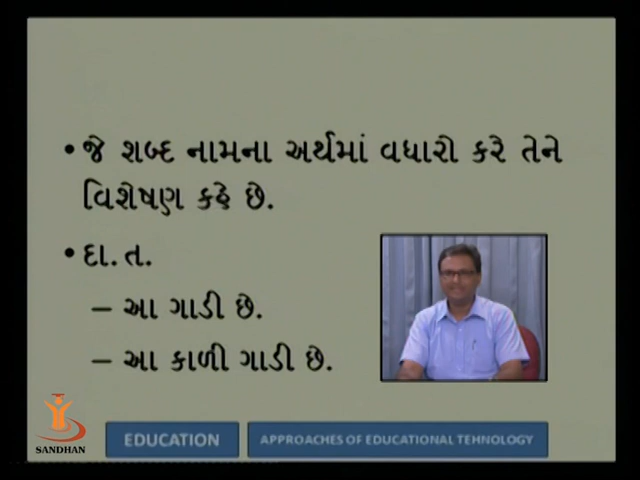 • જે શબ્દ નામના અર્થમાં વધારો કરે તેને
વિશેષણ કહે છે.
• દા. ત.
– આ ગાડી છે.
– આ કાળી ગાડી છે.
SANDHAN
EDUCATION
APPROACHES OF EDUCATIONAL TEHNOLOGY